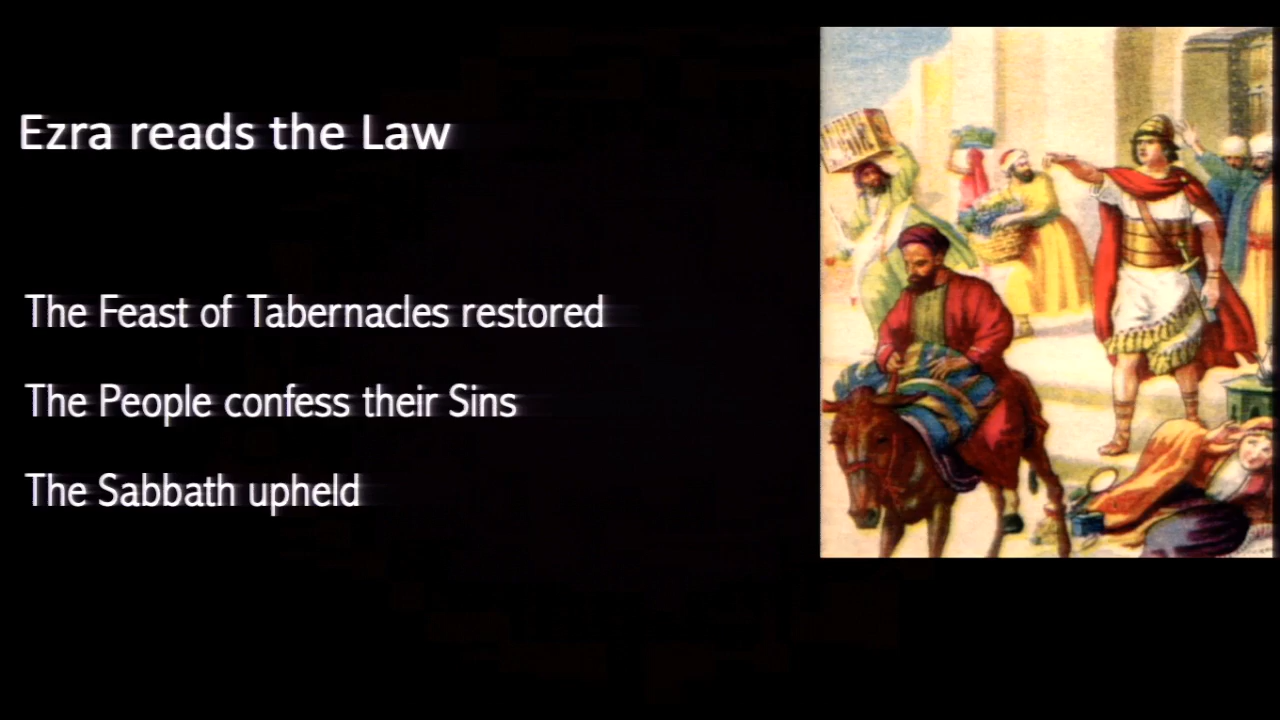 Ezra reads the Law
The Feast of Tabernacles restored
The People confess their Sins
The Sabbath upheld